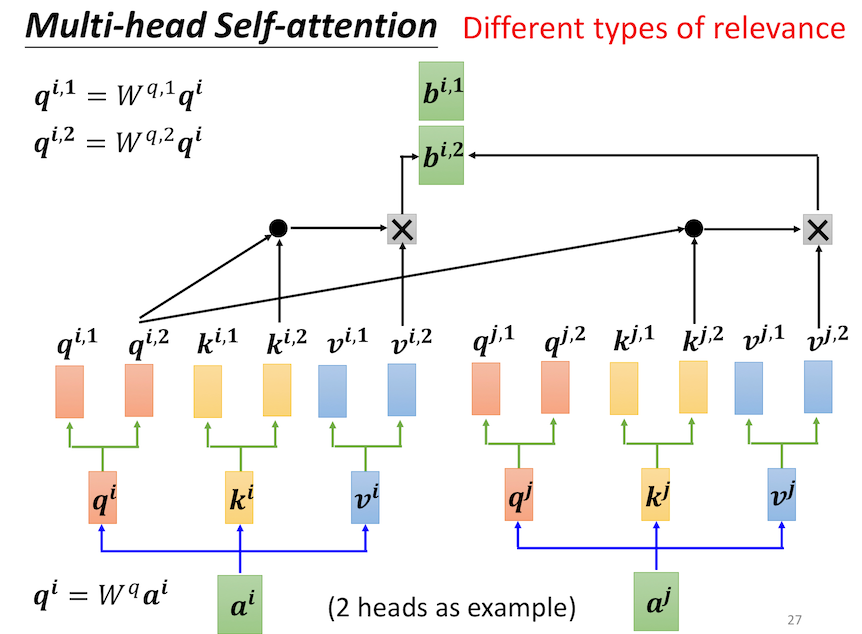 Multi-head Self-attention Different types of relevance
q^{i,1} = W^{q,1}q^i
b^{i,1}
q^{i,2} = W^{q,2}q^i
b^{i,2}
q^{i,1} q^{i,2} k^{i,1} k^{i,2} v^{i,1} v^{i,2} q^{j,1} q^{j,2} k^{j,1} k^{j,2} v^{j,1} v^{j,2}
q^i k^i v^i q^j k^j v^j
q^i = W^q a^i
a^i (2 heads as example) a^j
27